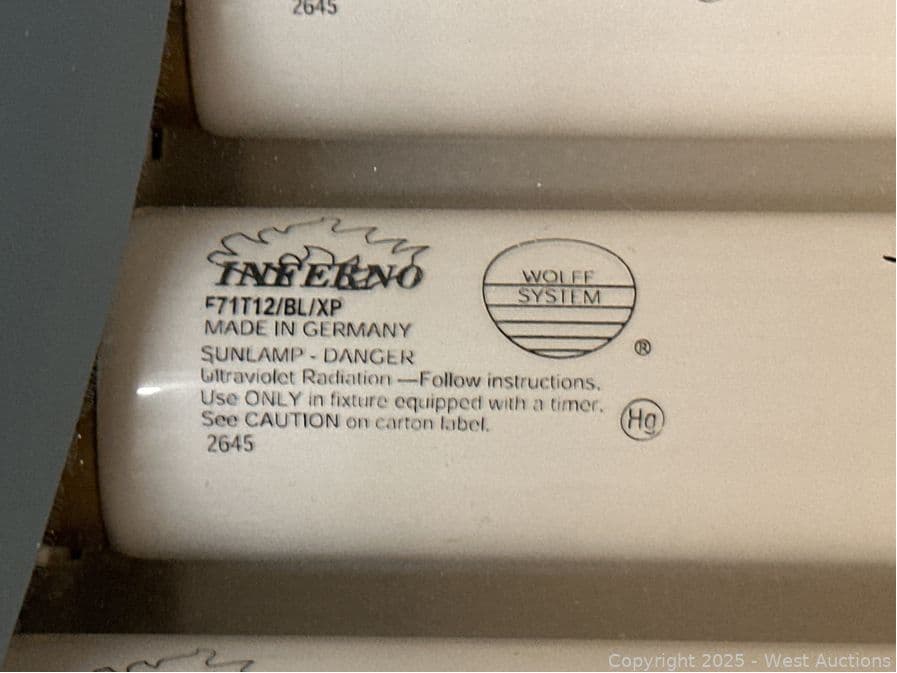 2645
INFERNO
F71T12/BL/XP
MADE IN GERMANY
SUNLAMP - DANGER
Ultraviolet Radiation —Follow instructions.
Use ONLY in fixture equipped with a timer.
See CAUTION on carton label.
2645
WOLFF
SYSTEM
®
Hg
Copyright 2025 - West Auctions